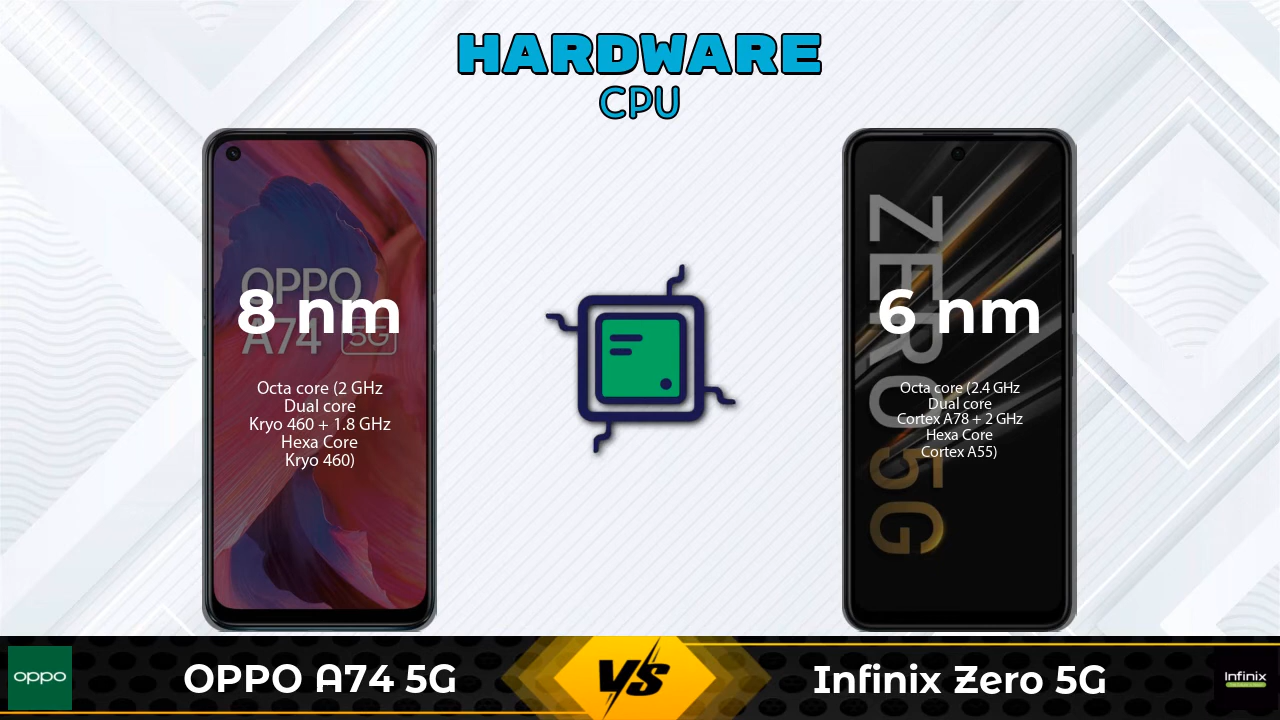 HARDWARE
CPU
OPPO
A74 5G
8 nm
Octa core (2 GHz
Dual core
Kryo 460 + 1.8 GHz
Hexa Core
Kryo 460)
ZERO 5G
6 nm
Octa core (2.4 GHz
Dual core
Cortex A78 + 2 GHz
Hexa Core
Cortex A55)
oppo
OPPO A74 5G
VS
Infinix Zero 5G
Infinix